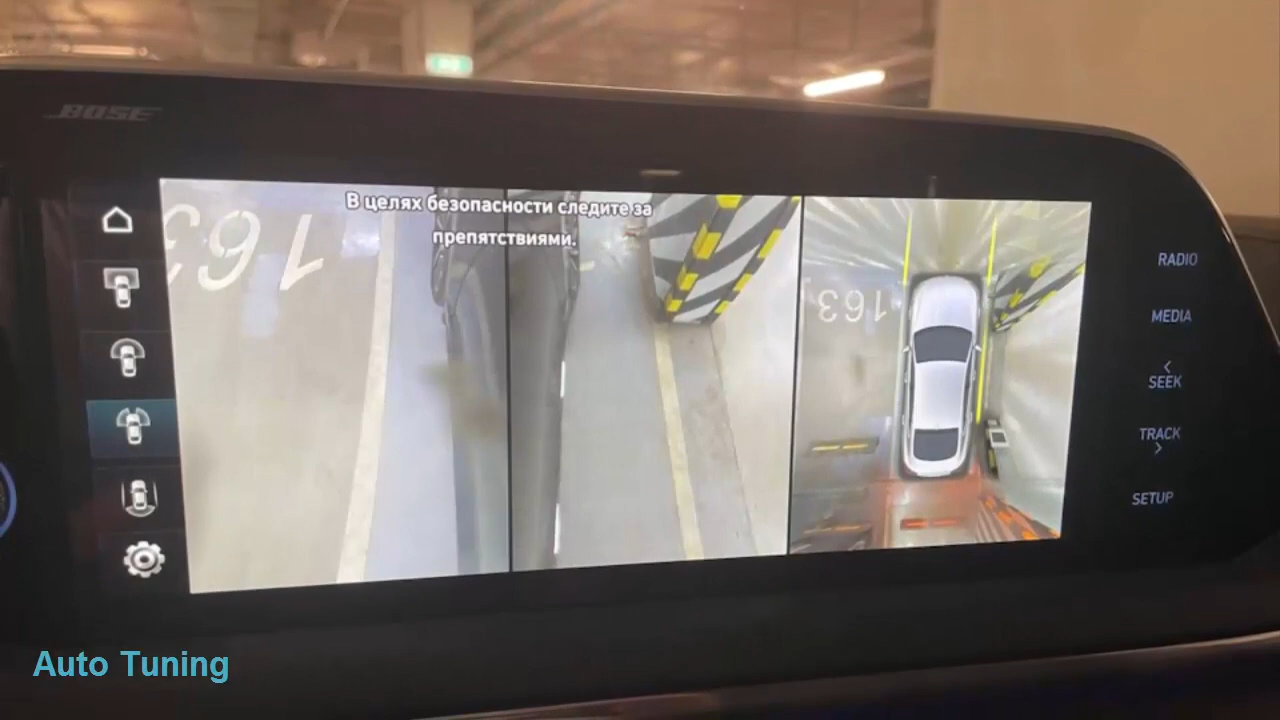 BOSE
163
В целях безопасности следите за
препятствиями.
163
RADIO
MEDIA
<
SEEK
TRACK
>
SETUP
Auto Tuning